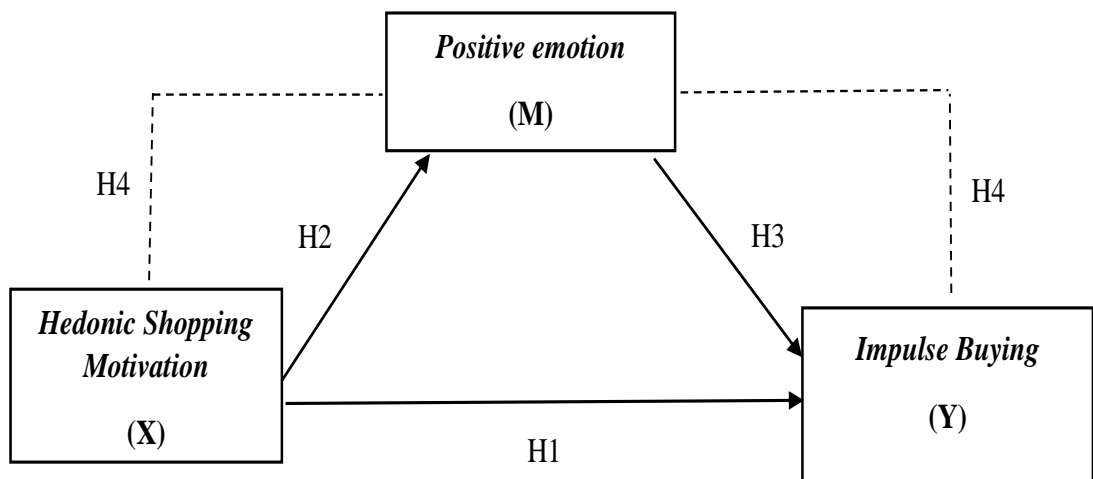 Positive emotion
(M)
H4
H4
H2
H3
Hedonic Shopping
Motivation
(X)
Impulse Buying
(Y)
H1